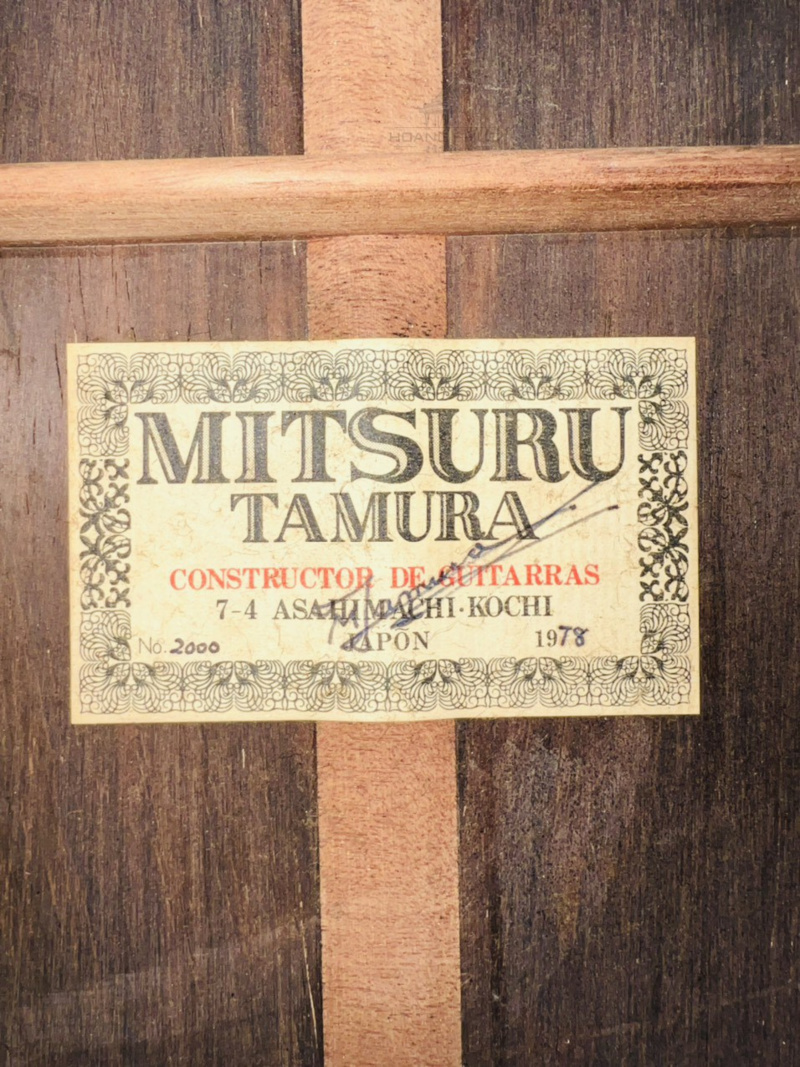 MITSURU
TAMURA
CONSTRUCTOR DE GUITARRAS
7-4 ASAHIMACHI·KOCHI
JAPON
No. 2000
1978